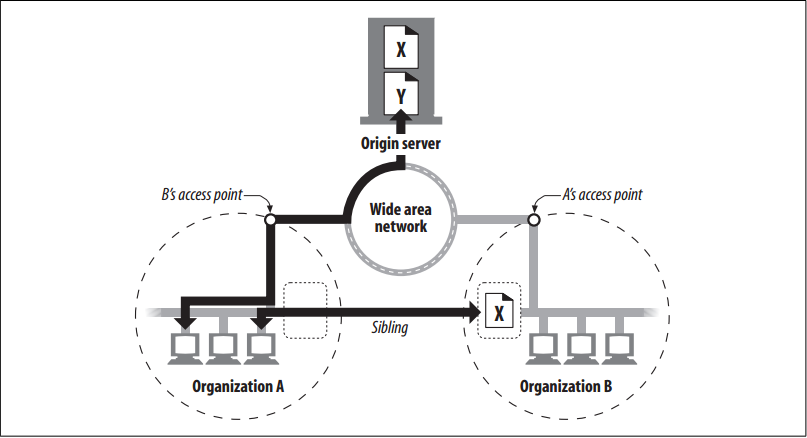 X
Y
Origin server
B's access point
A's access point
Wide area
network
X
Sibling
Organization A
Organization B